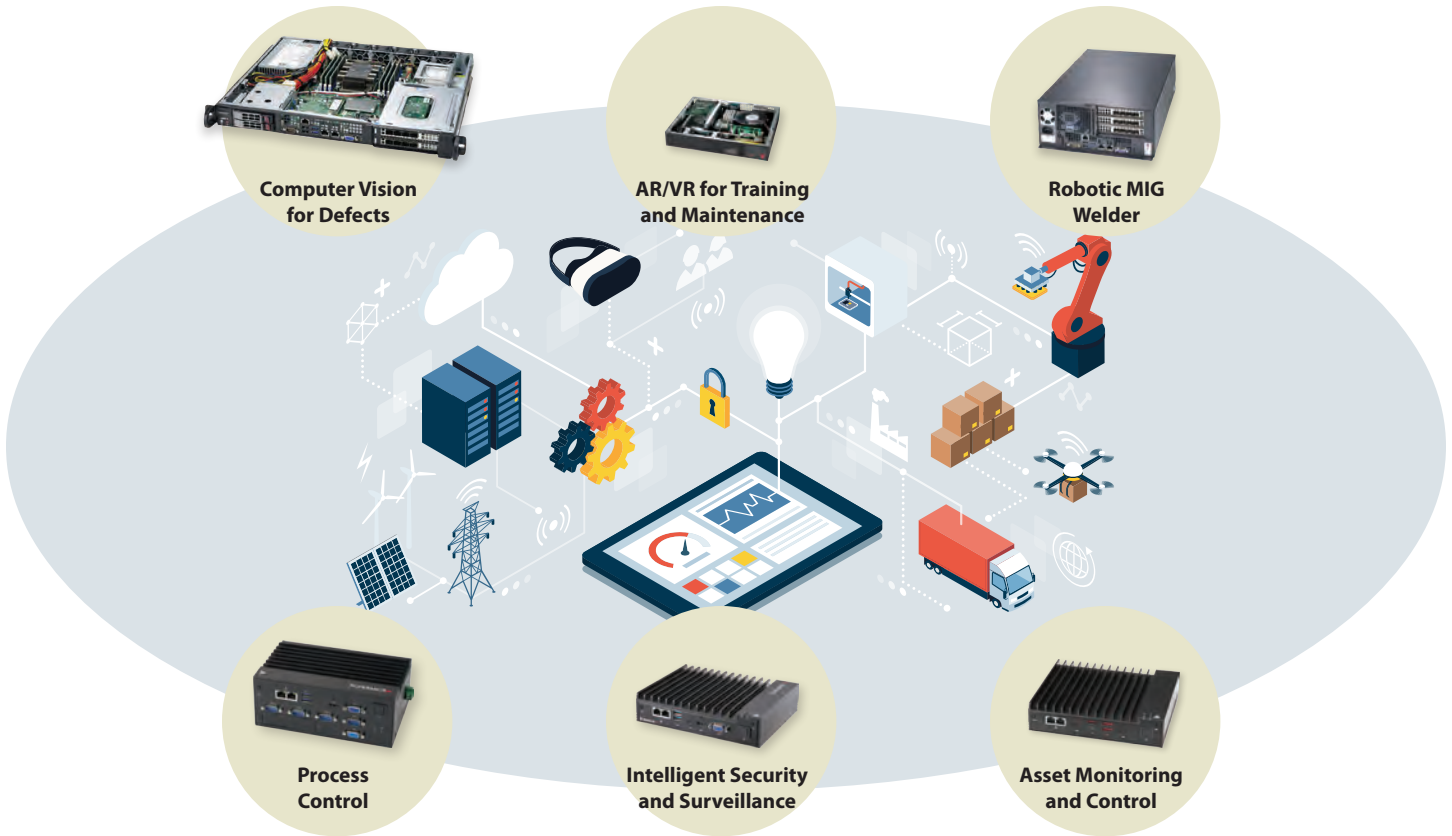 Computer Vision
for Defects
AR/VR for Training
and Maintenance
Robotic MIG
Welder
Process
Control
Intelligent Security
and Surveillance
Asset Monitoring
and Control